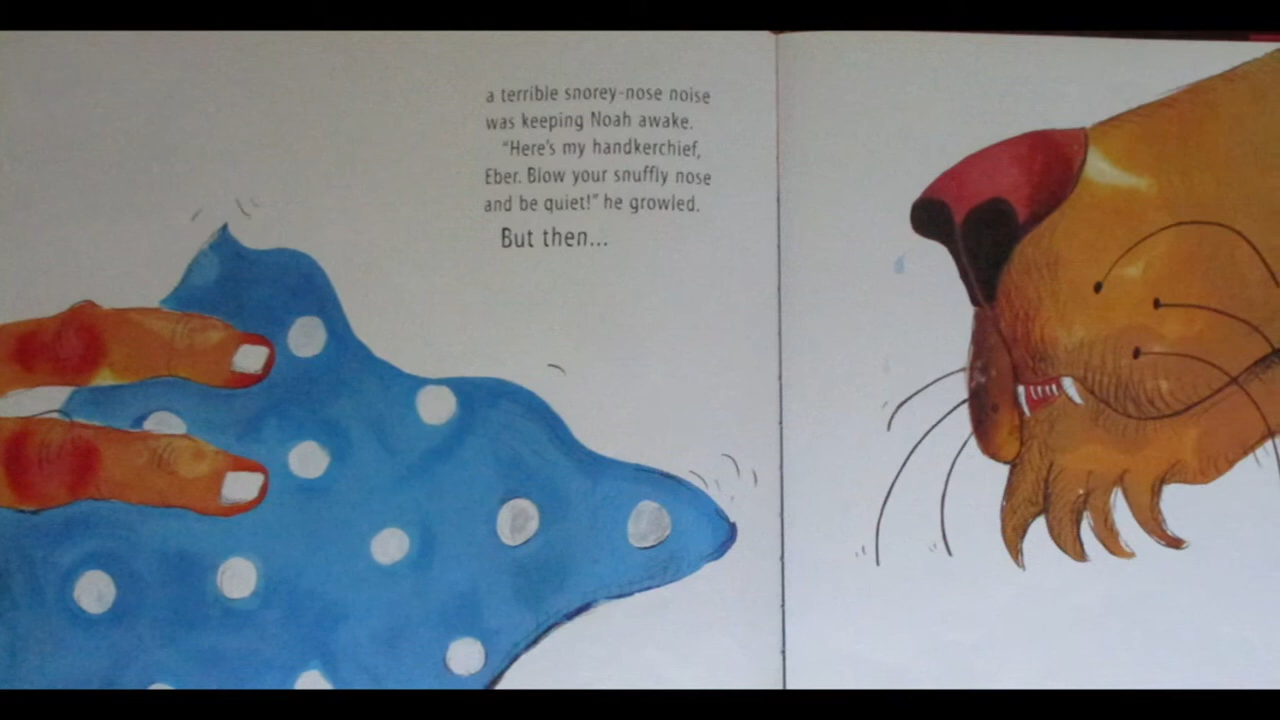 a terrible snorey-nose noise
was keeping Noah awake.
"Here's my handkerchief,
Eber. Blow your snuffly nose
and be quiet!" he growled.
But then...